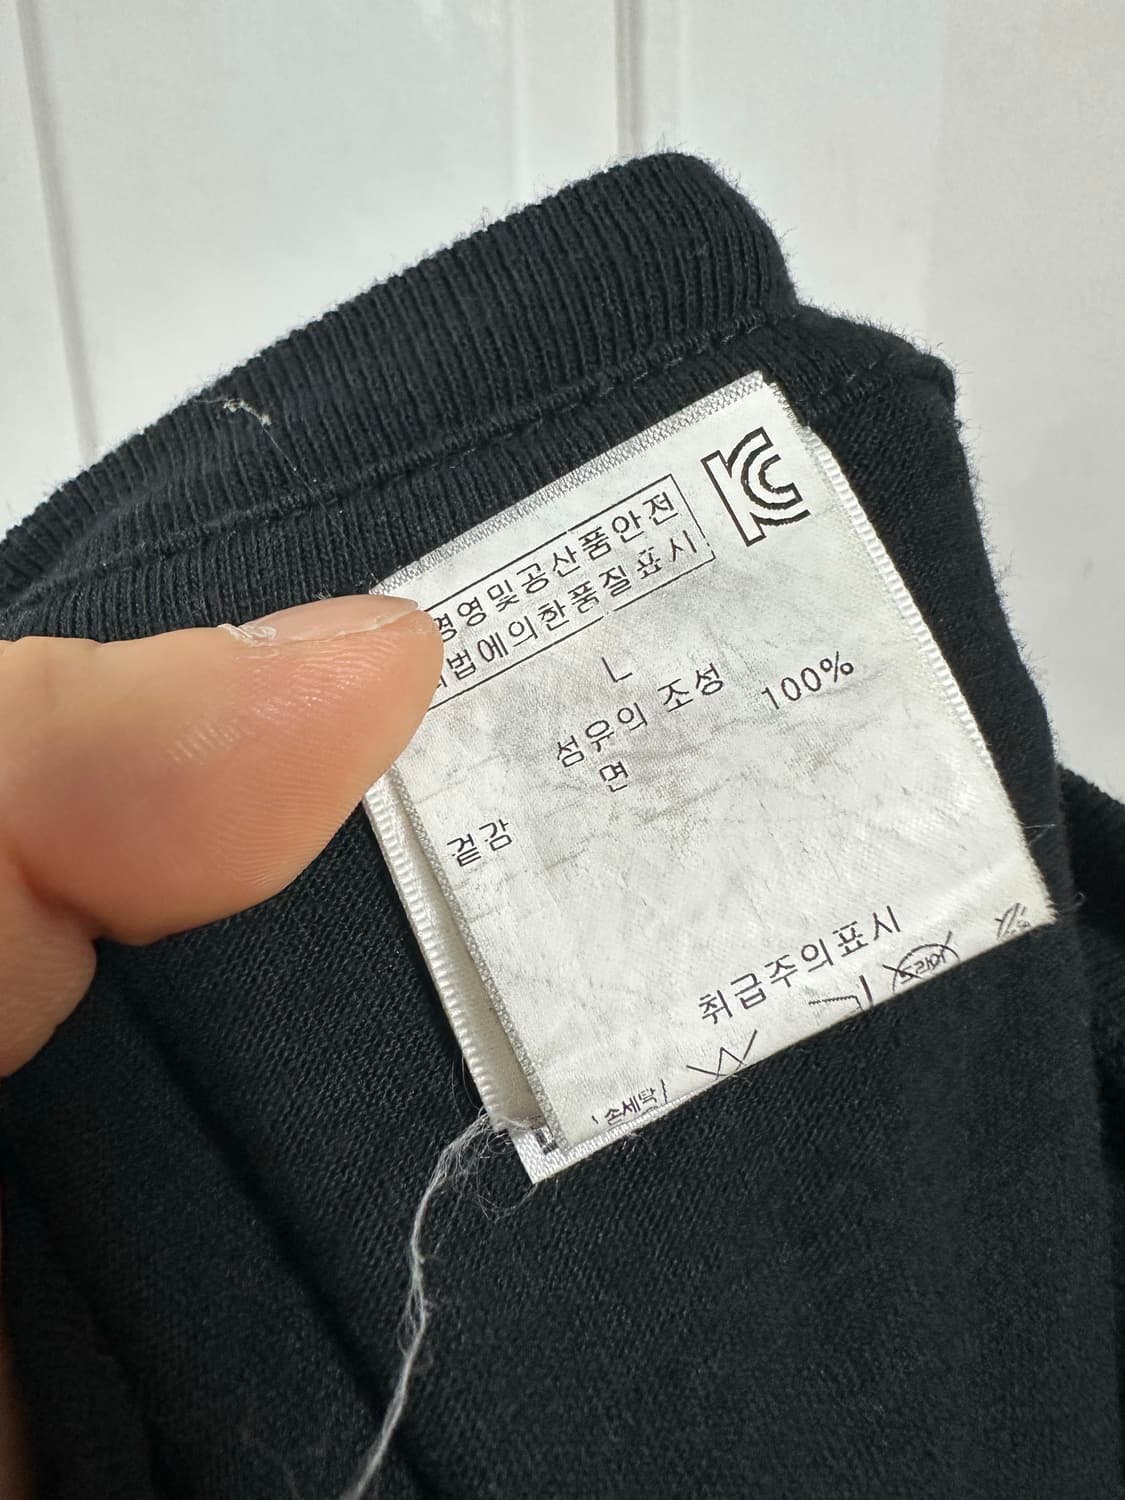 KC
영및공산품안전
법에의한품질표시
L
섬유의 조성
겉감 면 100%
취급주의표시
손세탁